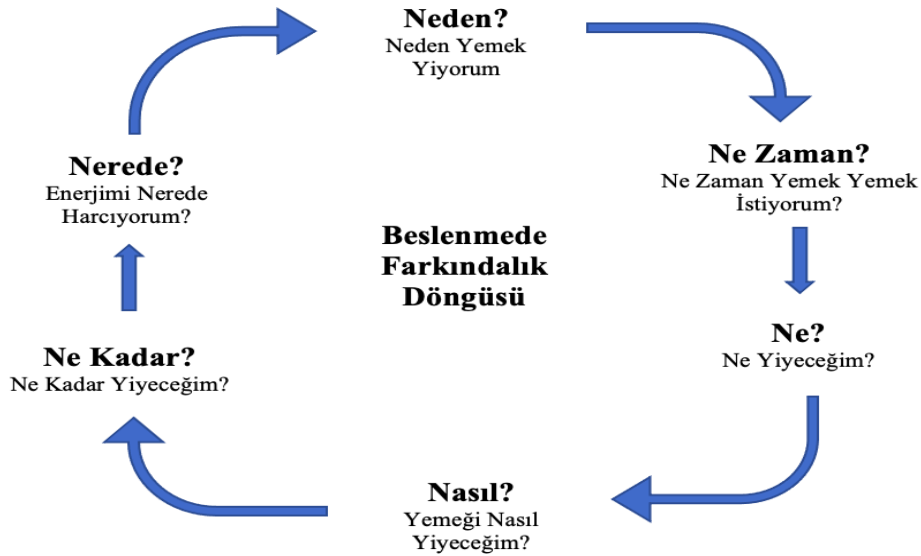 Neden?
Neden Yemek
Yiyorum
Ne Zaman?
Ne Zaman Yemek Yemek
İstiyorum?
Ne?
Ne Yiyeceğim?
Nasıl?
Yemeği Nasıl
Yiyeceğim?
Ne Kadar?
Ne Kadar Yiyeceğim?
Nerede?
Enerjimi Nerede
Harcıyorum?
Beslenmede
Farkındalık
Döngüsü